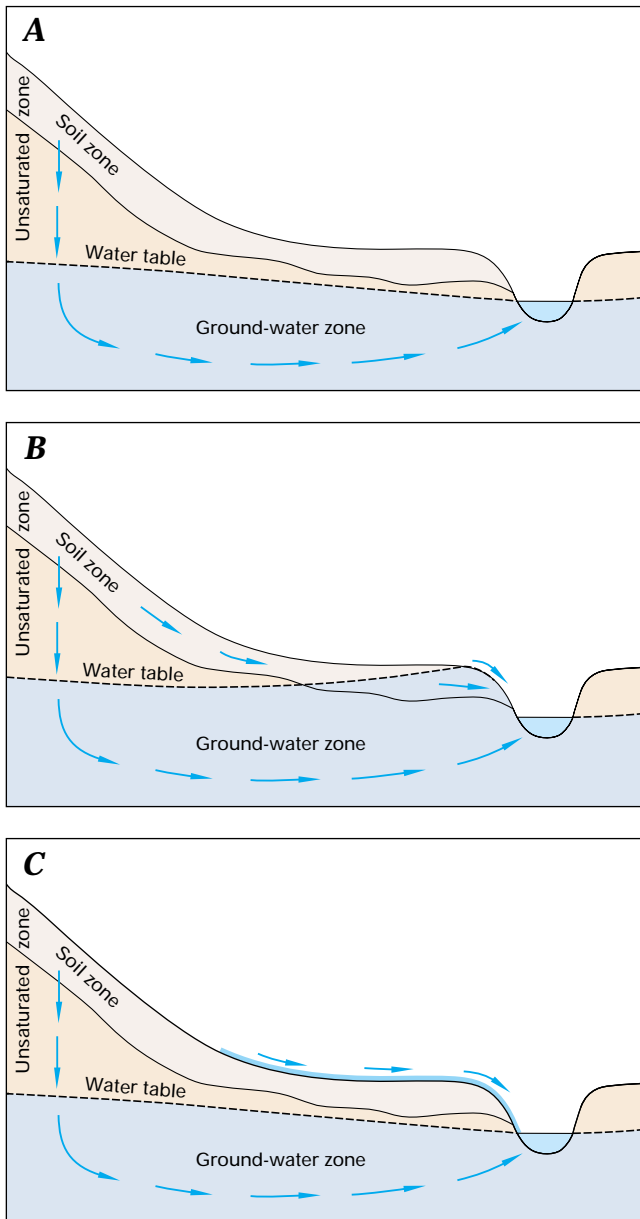 A
Unsaturated zone
Soil zone
Water table
Ground-water zone
B
Unsaturated zone
Soil zone
Water table
Ground-water zone
C
Unsaturated zone
Soil zone
Water table
Ground-water zone